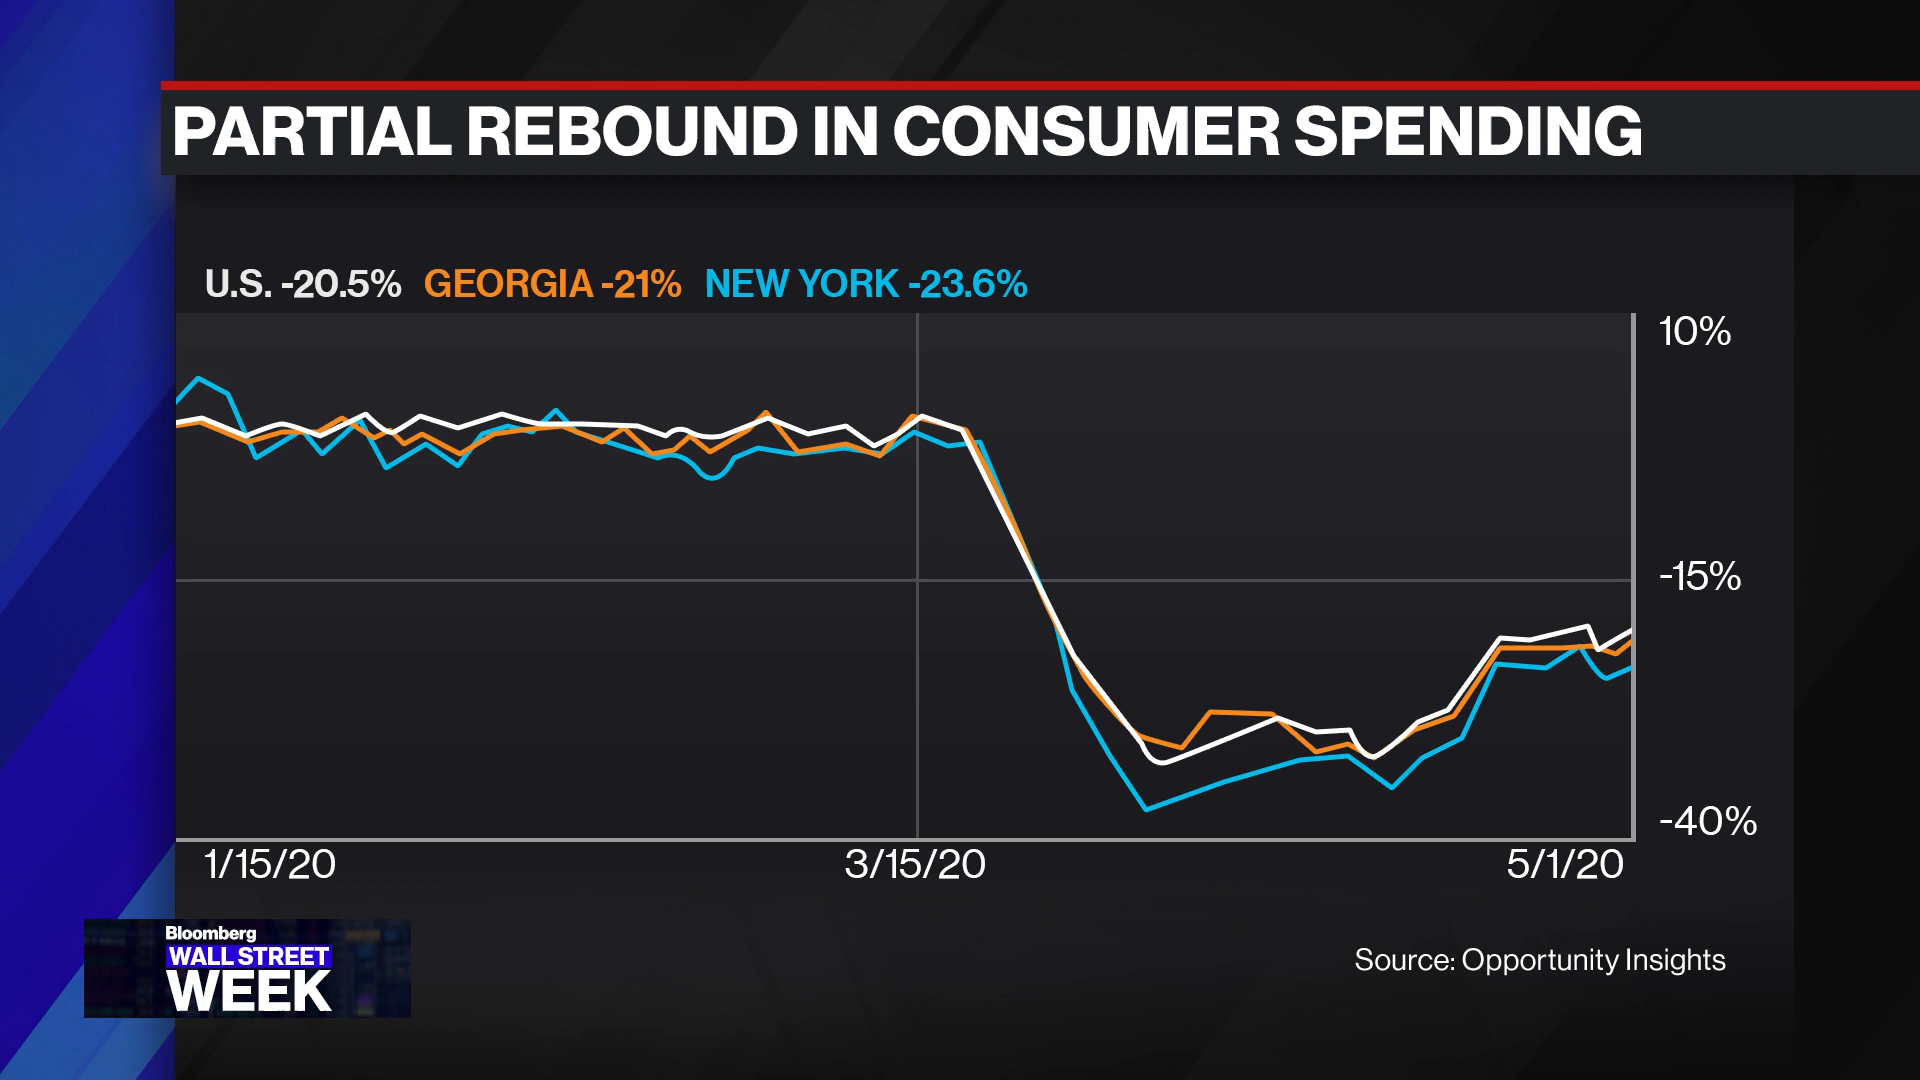 PARTIAL REBOUND IN CONSUMER SPENDING
U.S. -20.5% GEORGIA -21% NEW YORK -23.6%
10%
-15%
-40%
1/15/20 3/15/20 5/1/20
Bloomberg
WALL STREET
WEEK
Source: Opportunity Insights